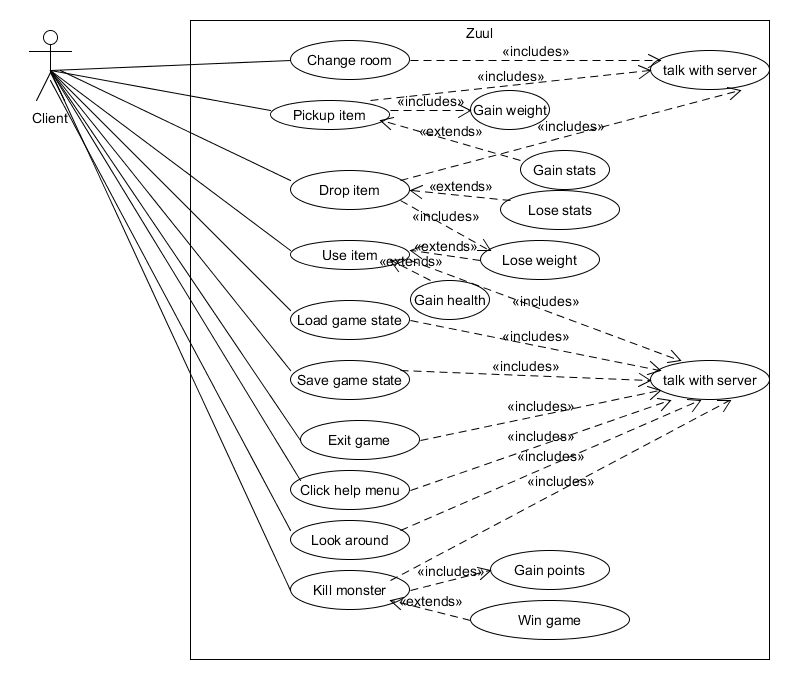 Zuul
Client
Change room
«includes»
talk with server
«includes»
Pickup item
«includes»
Gain weight
«extends»
«includes»
Gain stats
Drop item
«extends»
Lose stats
«includes»
Use item
«extends»
Lose weight
«extends»
Gain health
«includes»
Load game state
«includes»
Save game state
«includes»
talk with server
«includes»
Exit game
«includes»
«includes»
Click help menu
«includes»
Look around
Kill monster
«includes»
Gain points
«extends»
Win game